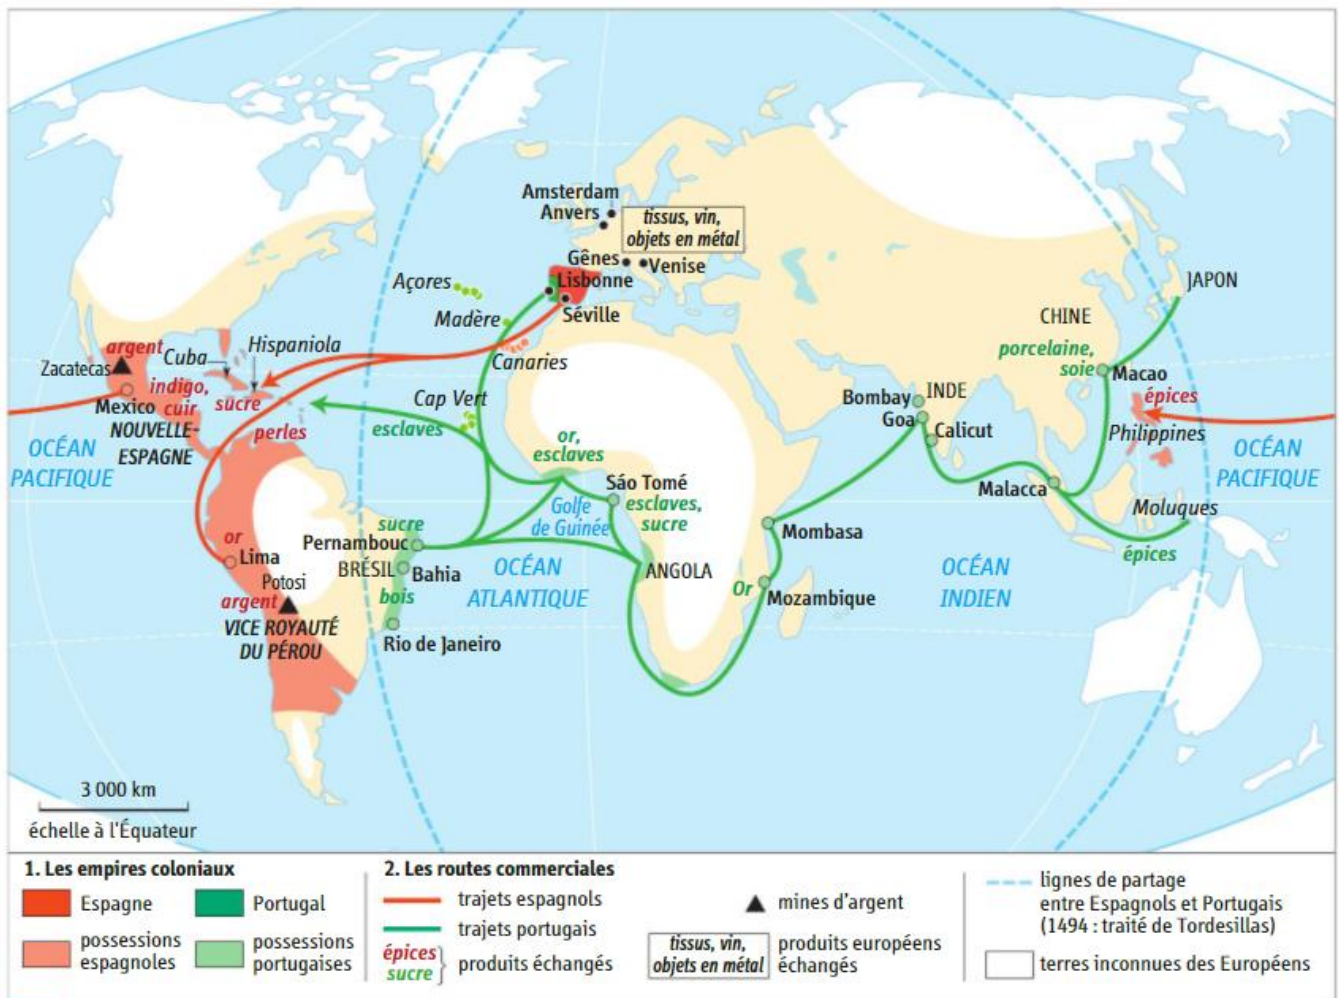 Amsterdam
Anvers
tissus, vin,
objets en métal
Gênes
Venise
Açores
Lisbonne
JAPON
Madère
Séville
CHINE
argent
Cuba
Hispaniola
Canaries
porcelaine,
soie
Zacatecas
Macao
indigo,
cuir
sucre
Cap Vert
Bombay
INDE
épices
Mexico
Goa
NOUVELLE-
ESPAGNE
perles
esclaves
Calicut
Philippines
OCÉAN
PACIFIQUE
or,
esclaves
OCÉAN
PACIFIQUE
Sáo Tomé
esclaves,
sucre
Malacca
Golfe
de Guinée
Moluques
sucre
Mombasa
or
Pernambouc
épices
Lima
BRÉSIL
Bahia
OCÉAN
ATLANTIQUE
ANGOLA
OCÉAN
INDIEN
Potosi
argent
bois
Or
Mozambique
VICE ROYAUTÉ
DU PÉROU
Rio de Janeiro
3 000 km
échelle à l'Équateur
1. Les empires coloniaux
Espagne
Portugal
possessions
espagnoles
possessions
portugaises
2. Les routes commerciales
trajets espagnols
trajets portugais
épices
sucre
produits échangés
mines d'argent
tissus, vin,
objets en métal
produits européens
échangés
lignes de partage
entre Espagnols et Portugais
(1494 : traité de Tordesillas)
terres inconnues des Européens